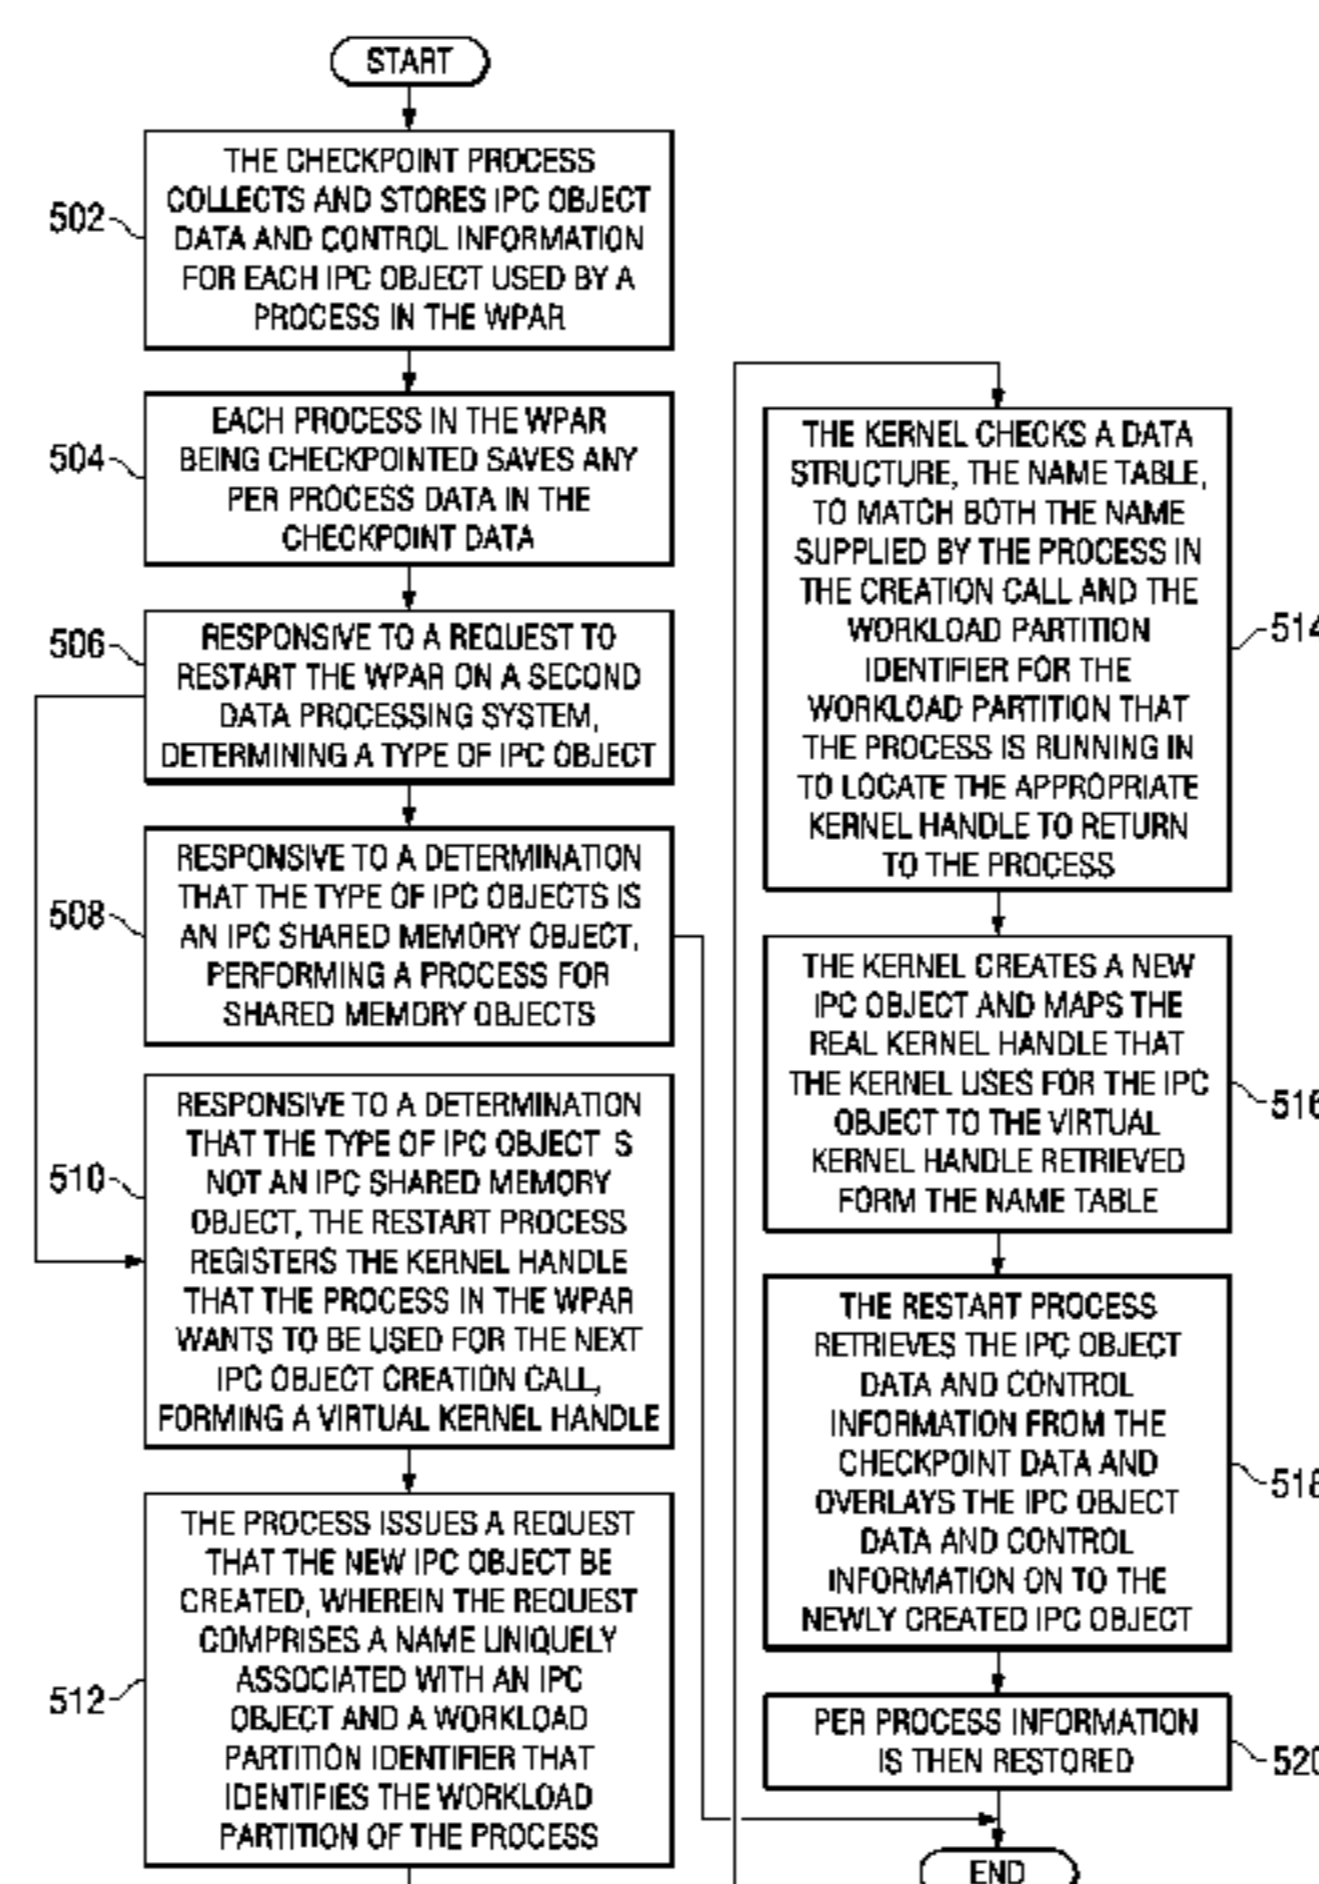 START
502
THE CHECKPOINT PROCESS
COLLECTS AND STORES IPC OBJECT
DATA AND CONTROL INFORMATION
FOR EACH IPC OBJECT USED BY A
PROCESS IN THE WPAR
504
EACH PROCESS IN THE WPAR
BEING CHECKPOINTED SAVES ANY
PER PROCESS DATA IN THE
CHECKPOINT DATA
506
RESPONSIVE TO A REQUEST TO
RESTART THE WPAR ON A SECOND
DATA PROCESSING SYSTEM,
DETERMINING A TYPE OF IPC OBJECT
508
RESPONSIVE TO A DETERMINATION
THAT THE TYPE OF IPC OBJECTS IS
AN IPC SHARED MEMORY OBJECT,
PERFORMING A PROCESS FOR
SHARED MEMORY OBJECTS
510
RESPONSIVE TO A DETERMINATION
THAT THE TYPE OF IPC OBJECT S
NOT AN IPC SHARED MEMORY
OBJECT, THE RESTART PROCESS
REGISTERS THE KERNEL HANDLE
THAT THE PROCESS IN THE WPAR
WANTS TO BE USED FOR THE NEXT
IPC OBJECT CREATION CALL,
FORMING A VIRTUAL KERNEL HANDLE
512
THE PROCESS ISSUES A REQUEST
THAT THE NEW IPC OBJECT BE
CREATED, WHEREIN THE REQUEST
COMPRISES A NAME UNIQUELY
ASSOCIATED WITH AN IPC
OBJECT AND A WORKLOAD
PARTITION IDENTIFIER THAT
IDENTIFIES THE WORKLOAD
PARTITION OF THE PROCESS
THE KERNEL CHECKS A DATA
STRUCTURE, THE NAME TABLE,
TO MATCH BOTH THE NAME
SUPPLIED BY THE PROCESS IN
THE CREATION CALL AND THE
WORKLOAD PARTITION
IDENTIFIER FOR THE
WORKLOAD PARTITION THAT
THE PROCESS IS RUNNING IN
TO LOCATE THE APPROPRIATE
KERNEL HANDLE TO RETURN
TO THE PROCESS
514
THE KERNEL CREATES A NEW
IPC OBJECT AND MAPS THE
REAL KERNEL HANDLE THAT
THE KERNEL USES FOR THE IPC
OBJECT TO THE VIRTUAL
KERNEL HANDLE RETRIEVED
FORM THE NAME TABLE
516
THE RESTART PROCESS
RETRIEVES THE IPC OBJECT
DATA AND CONTROL
INFORMATION FROM THE
CHECKPOINT DATA AND
OVERLAYS THE IPC OBJECT
DATA AND CONTROL
INFORMATION ON TO THE
NEWLY CREATED IPC OBJECT
518
PER PROCESS INFORMATION
IS THEN RESTORED
520
END